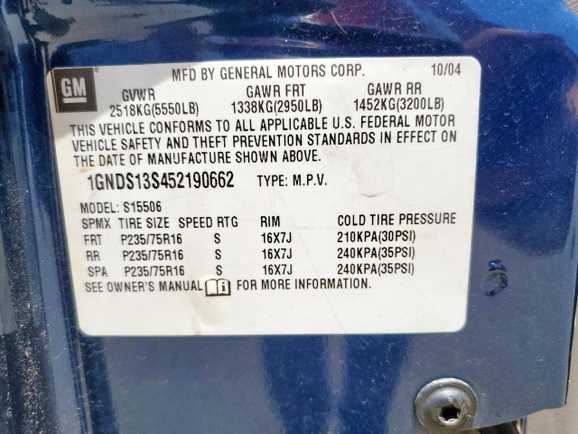 GM
MFD BY GENERAL MOTORS CORP. 10/04
GVWR GAWR FRT GAWR RR
2518KG(5550LB) 1338KG(2950LB) 1452KG(3200LB)
THIS VEHICLE CONFORMS TO ALL APPLICABLE U.S. FEDERAL MOTOR
VEHICLE SAFETY AND THEFT PREVENTION STANDARDS IN EFFECT ON
THE DATE OF MANUFACTURE SHOWN ABOVE.
1GNDS13S452190662 TYPE: M.P.V.
MODEL: S15506
SPMX TIRE SIZE SPEED RTG RIM COLD TIRE PRESSURE
FRT P235/75R16 S 16X7J 210KPA(30PSI)
RR P235/75R16 S 16X7J 240KPA(35PSI)
SPA P235/75R16 S 16X7J 240KPA(35PSI)
SEE OWNER'S MANUAL FOR MORE INFORMATION.